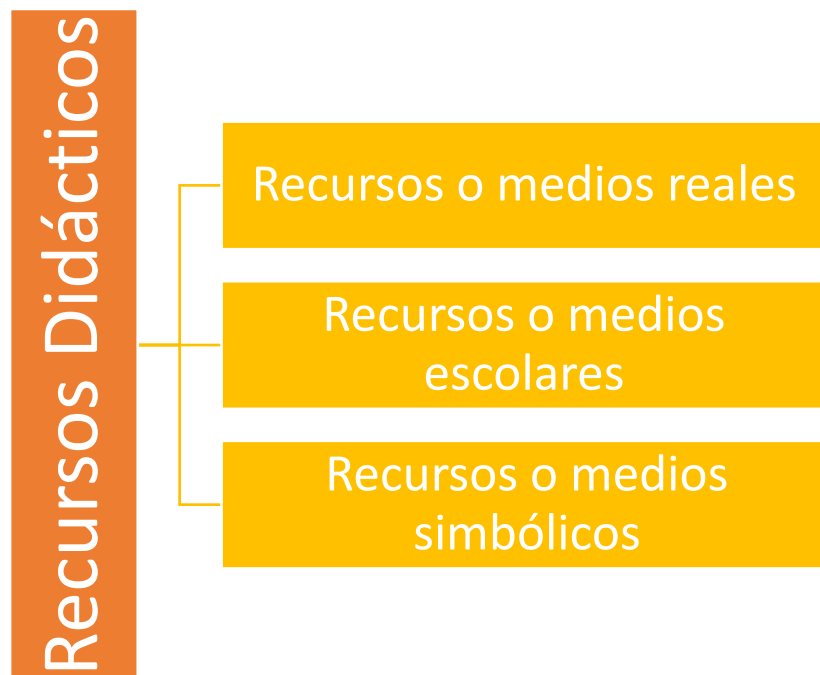 Recursos Didácticos
Recursos o medios reales
Recursos o medios
escolares
Recursos o medios
simbólicos